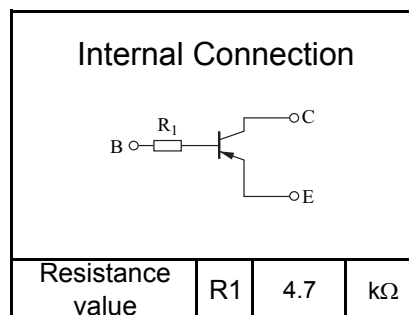 Internal Connection
R1
C
B
E
Resistance value R1 4.7 kΩ